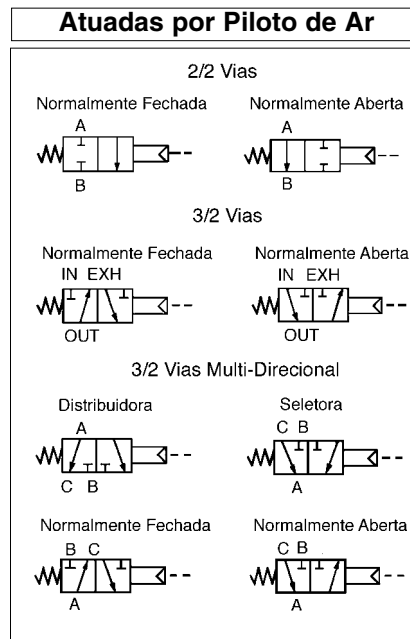 Atuadas por Piloto de Ar
2/2 Vias
Normalmente Fechada
A
B
Normalmente Aberta
A
B
3/2 Vias
Normalmente Fechada
IN EXH
OUT
Normalmente Aberta
IN EXH
OUT
3/2 Vias Multi-Direcional
Distribuidora
A
C B
Seletora
C B
A
Normalmente Fechada
B C
A
Normalmente Aberta
C B
A